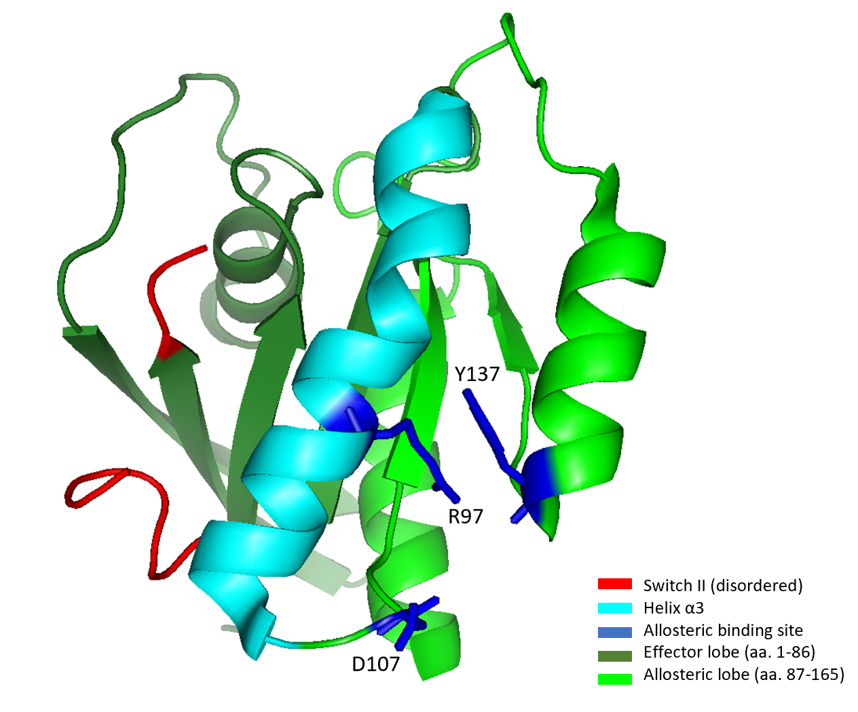 Y137
R97
D107
Switch II (disordered)
Helix α3
Allosteric binding site
Effector lobe (aa. 1-86)
Allosteric lobe (aa. 87-165)